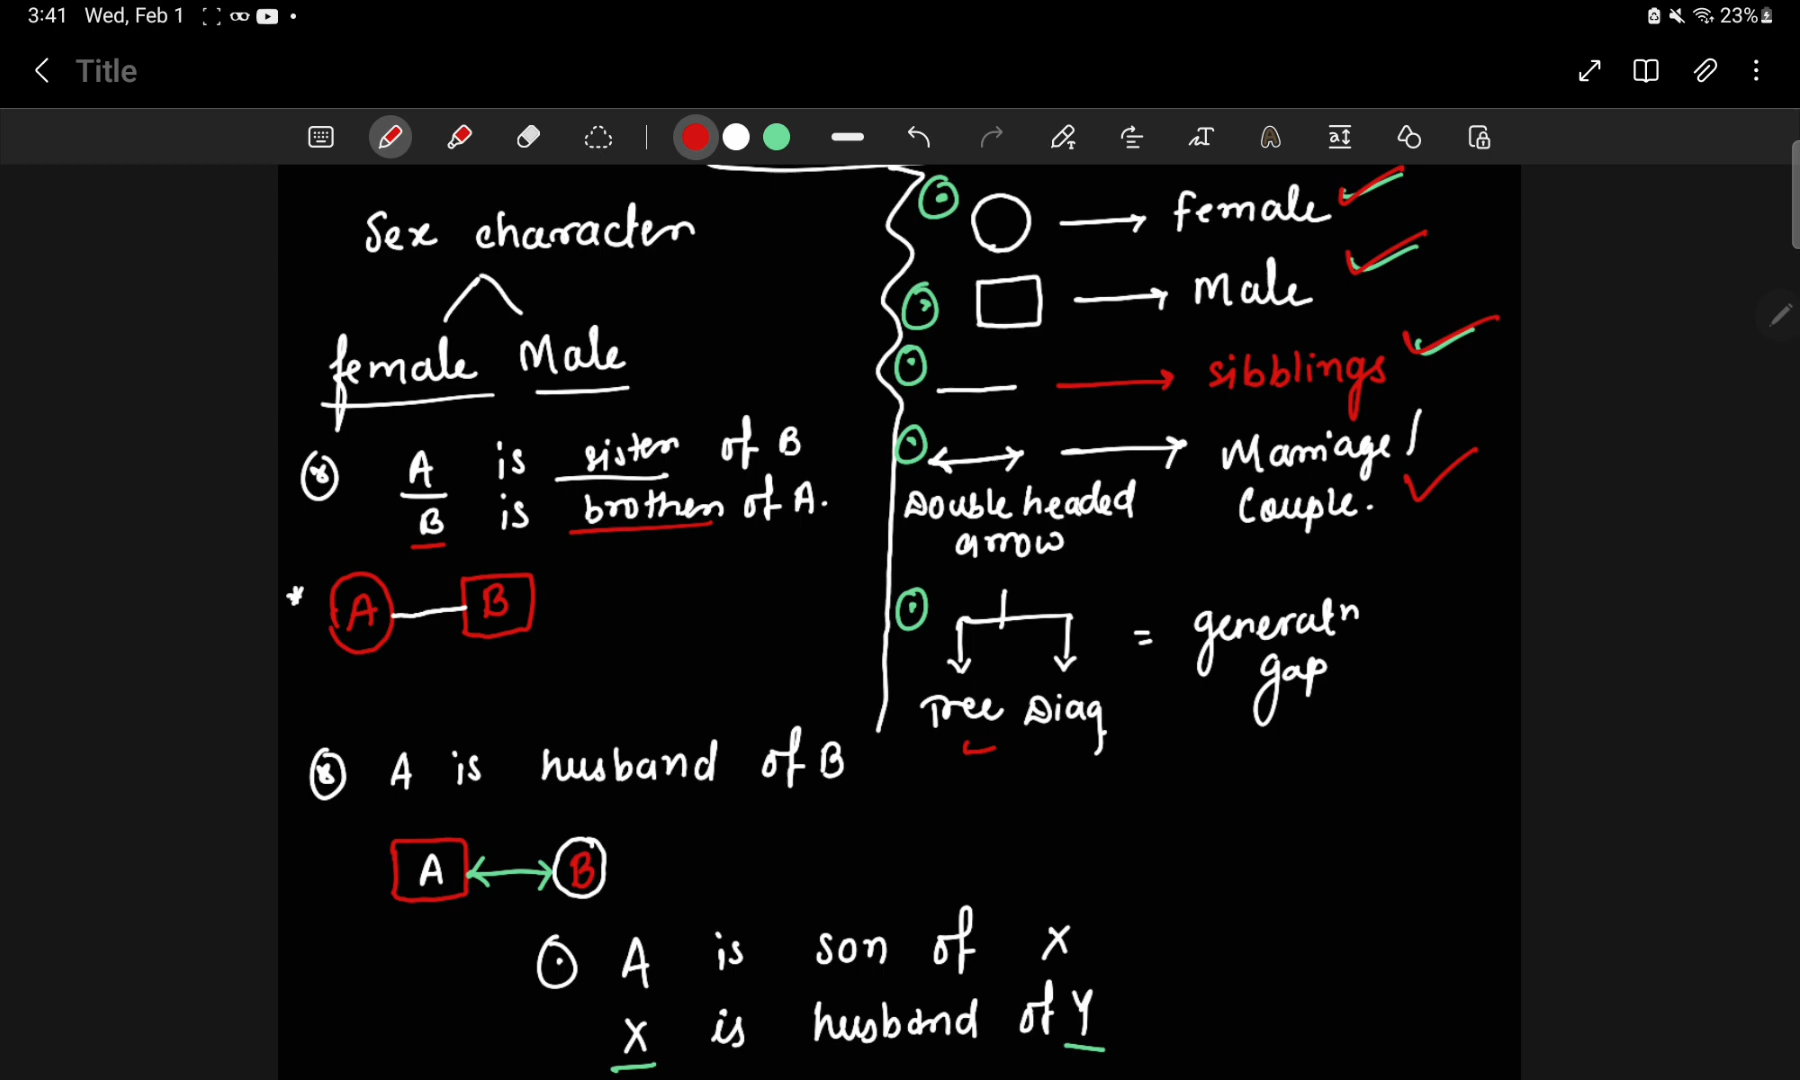 3:41 Wed, Feb 1
23%
Title
Sex character
female Male
A is sister of B
B is brother of A.
* A B
A is husband of B
A B
A is son of X
X is husband of Y
female
Male
sibblings
Marriage/
Couple.
Double headed
arrow
= generatn
gap
Tree Diag